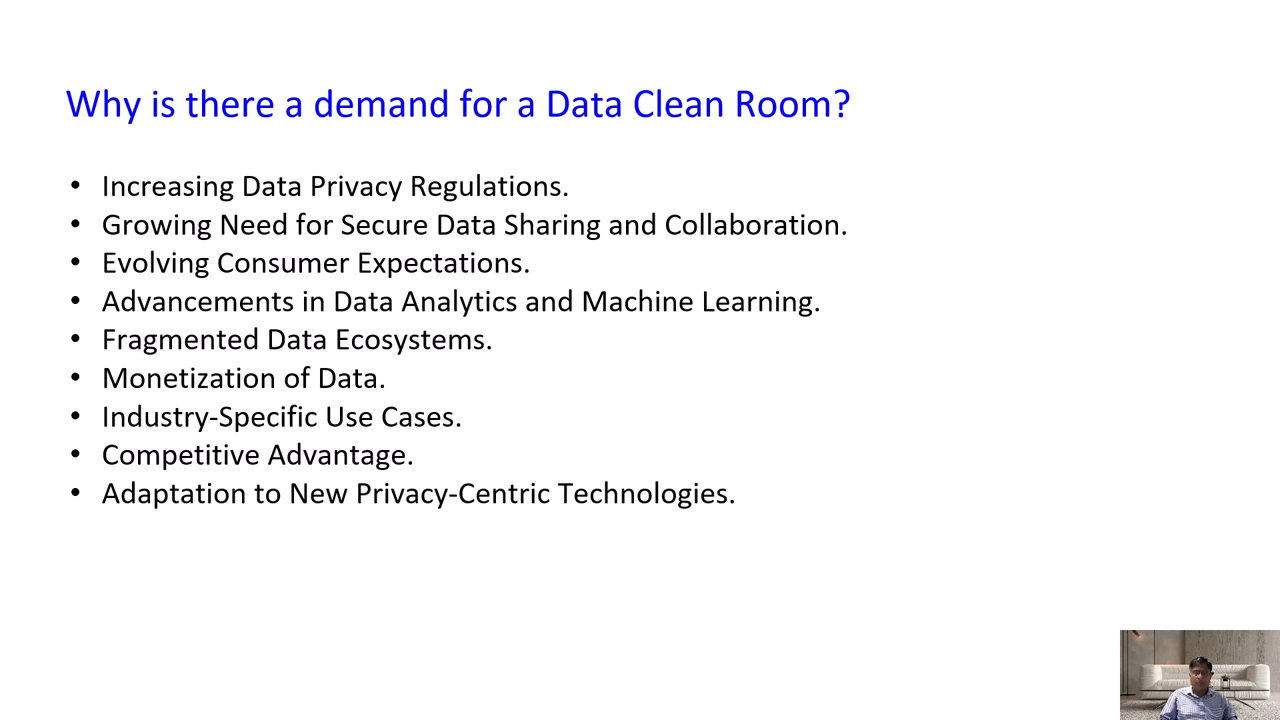 Why is there a demand for a Data Clean Room?
• Increasing Data Privacy Regulations.
• Growing Need for Secure Data Sharing and Collaboration.
• Evolving Consumer Expectations.
• Advancements in Data Analytics and Machine Learning.
• Fragmented Data Ecosystems.
• Monetization of Data.
• Industry-Specific Use Cases.
• Competitive Advantage.
• Adaptation to New Privacy-Centric Technologies.